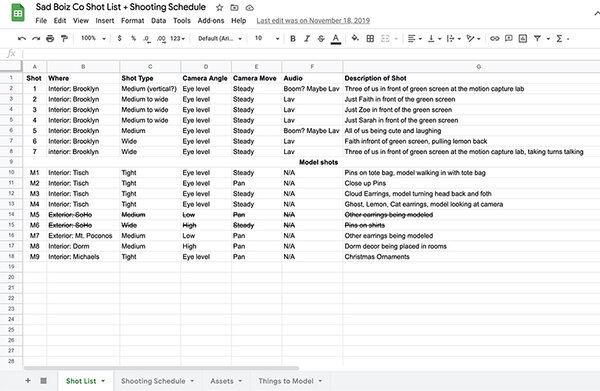 Sad Boiz Co Shot List + Shooting Schedule
File Edit View Insert Format Data Tools Add-ons Help Last edit was on November 18, 2019
100% $ % .0 .00 123 Default (Ari... 10 B I S A
fx
A B C D E F G
1 Shot Where Shot Type Camera Angle Camera Move Audio Description of Shot
2 1 Interior: Brooklyn Medium (vertical?) Eye level Steady Boom? Maybe Lav Three of us in front of green screen at the motion capture lab
3 2 Interior: Brooklyn Medium to wide Eye level Steady Lav Just Faith in front of the green screen
4 3 Interior: Brooklyn Medium to wide Eye level Steady Lav Just Zoe in front of the green screen
5 4 Interior: Brooklyn Medium to wide Eye level Steady Lav Just Sarah in front of the green screen
6 5 Interior: Brooklyn Medium Eye level Steady Boom? Maybe Lav All of us being cute and laughing
7 6 Interior: Brooklyn Wide Eye level Steady Lav Faith infront of green screen, pulling lemon back
8 7 interior: Brooklyn Wide Eye level Steady Lav Three of us in front of green screen at the motion capture lab, taking turns talking
9 Model shots
10 M1 Interior: Tisch Tight Eye level Steady N/A Pins on tote bag, model walking in with tote bag
11 M2 Interior: Tisch Tight Eye level Pan N/A Close up Pins
12 M3 Interior: Tisch Tight Eye level Steady N/A Cloud Earrings, model turning head back and foth
13 M4 Interior: Tisch Tight Eye level Steady N/A Ghost, Lemon, Cat earrings, model looking at camera
14 M5 Exterior: SoHo Medium Low Pan N/A Other earrings being modeled
15 M6 Exterior: SoHo Wide High Steady N/A Pins on shirts
16 M7 Exterior: Mt. Poconos Medium Low Pan N/A Other earrings being modeled
17 M8 Interior: Dorm Medium High Pan N/A Dorm decor being placed in rooms
18 M9 Interior: Michaels Tight Eye level Pan N/A Christmas Ornaments
19
20
21
22
23
24
25
26
27
28
Shot List Shooting Schedule Assets Things to Model